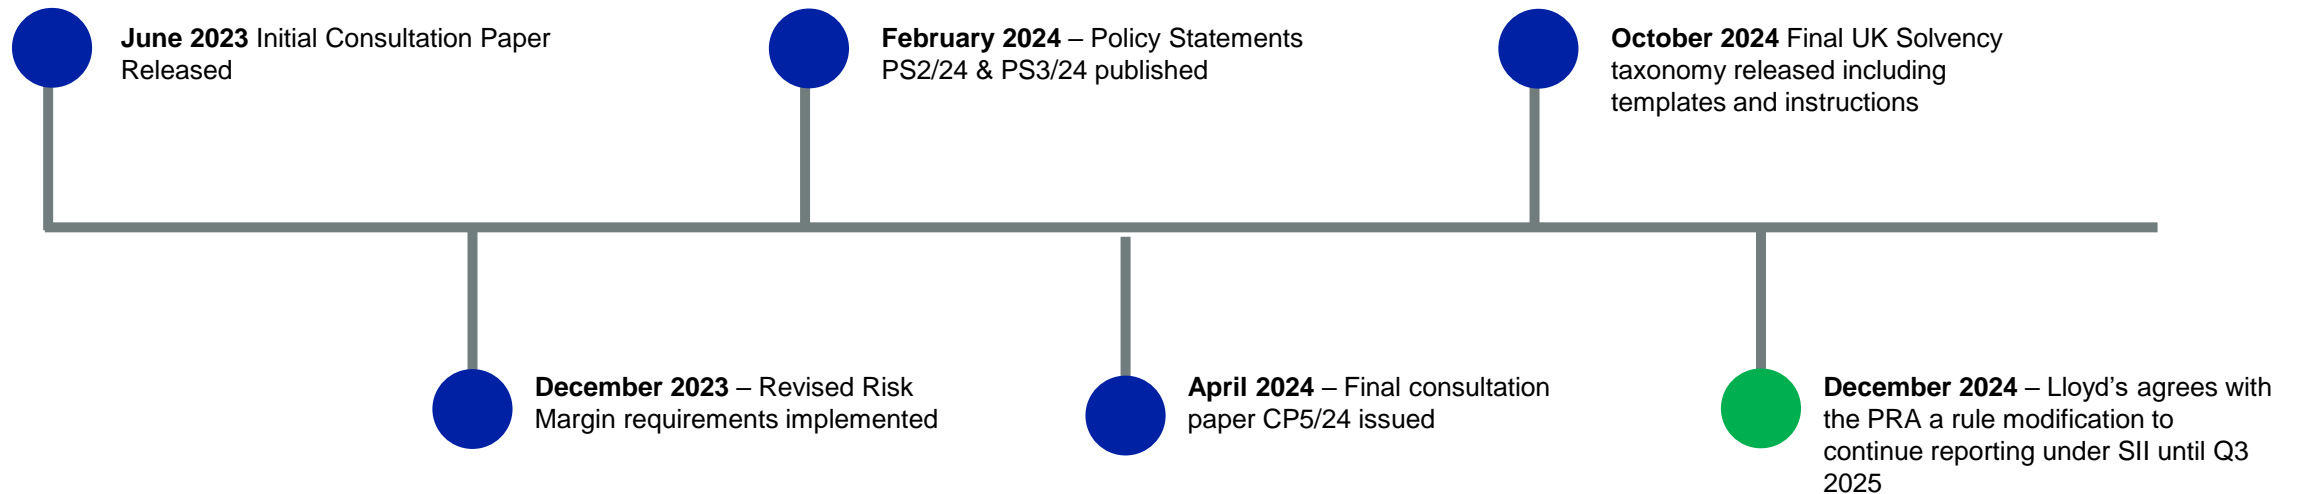 June 2023 Initial Consultation Paper
Released
February 2024 – Policy Statements
PS2/24 & PS3/24 published
October 2024 Final UK Solvency
taxonomy released including
templates and instructions
December 2023 – Revised Risk
Margin requirements implemented
April 2024 – Final consultation
paper CP5/24 issued
December 2024 – Lloyd’s agrees with
the PRA a rule modification to
continue reporting under SII until Q3
2025